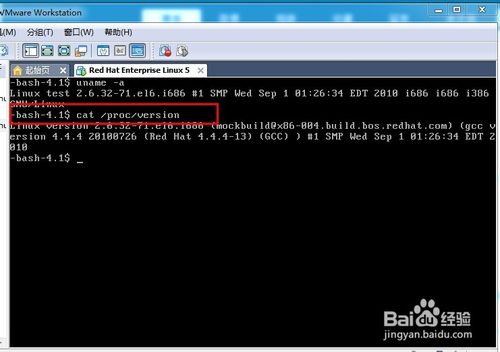 VMware Workstation
(M) 分组(T) 窗口(W) 帮助(H)
起始页 Red Hat Enterprise Linux 5
-bash-4.1$ uname -a
Linux test 2.6.32-71.el6.i686 #1 SMP Wed Sep 1 01:26:34 EDT 2010 i686 i686 i386
GNU/Linux
-bash-4.1$ cat /proc/version
Linux version 2.6.32-71.el6.i686 (mockbuild@x86-004.build.bos.redhat.com) (gcc v
ersion 4.4.4 20100726 (Red Hat 4.4.4-13) (GCC) ) #1 SMP Wed Sep 1 01:26:34 EDT 2
010
-bash-4.1$ _
Baidu 经验
jingyan.baidu.com